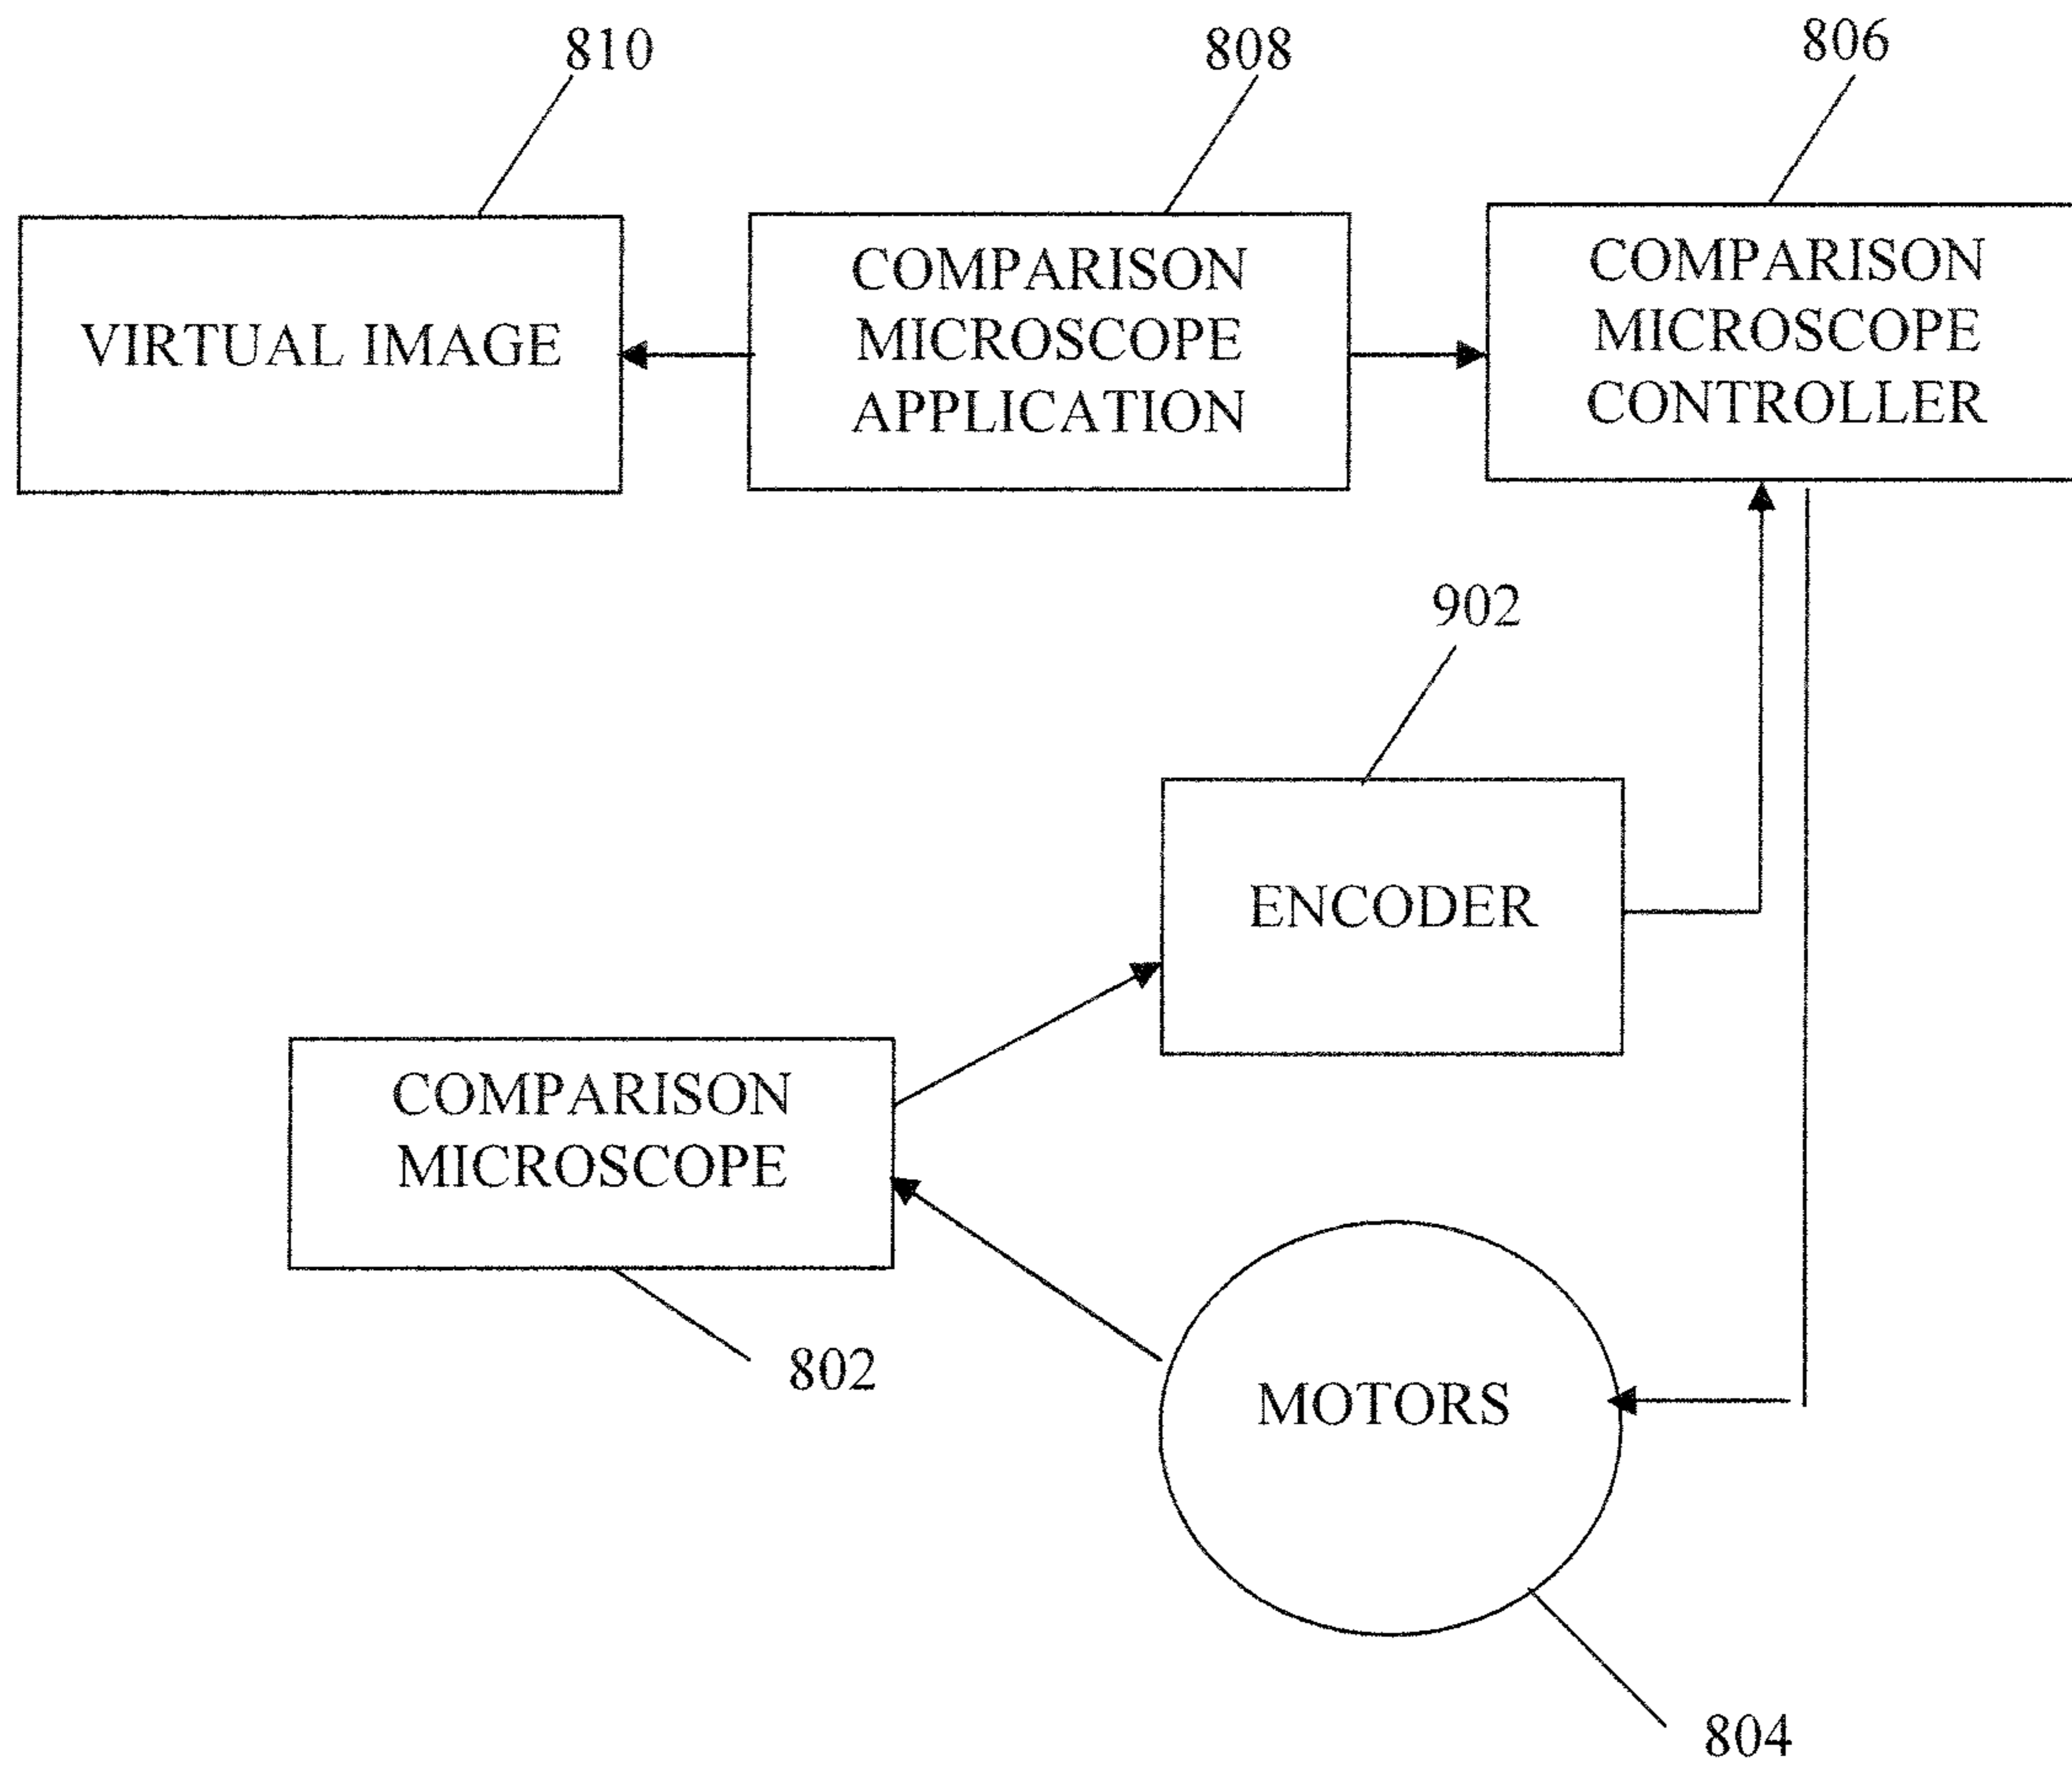 810
808
806
VIRTUAL IMAGE
COMPARISON
MICROSCOPE
APPLICATION
COMPARISON
MICROSCOPE
CONTROLLER
902
ENCODER
COMPARISON
MICROSCOPE
802
MOTORS
804